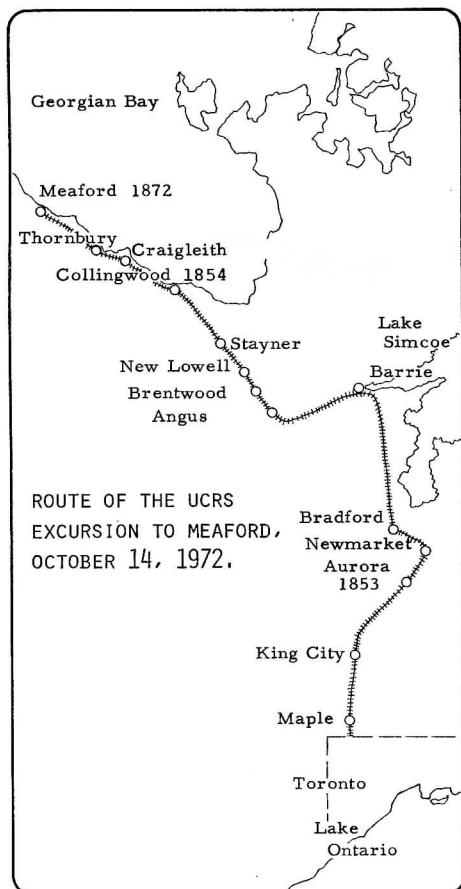 Georgian Bay
Meaford 1872
Thornbury
Craigleith
Collingwood 1854
Stayner
Lake
Simcoe
New Lowell
Barrie
Brentwood
Angus
ROUTE OF THE UCRS
EXCURSION TO MEAFORD,
OCTOBER 14, 1972.
Bradford
Newmarket
Aurora
1853
King City
Maple
Toronto
Lake
Ontario